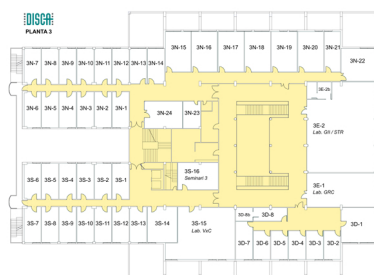 DISCA
PLANTA 3
3N-15 3N-16 3N-17 3N-18 3N-19 3N-20 3N-21
3N-22
3N-7 3N-8 3N-9 3N-10 3N-11 3N-12 3N-13 3N-14
3E-2b
3N-6 3N-5 3N-4 3N-3 3N-2 3N-1
3N-24 3N-23
3E-2
Lab. GII / STR
3S-16
Seminari 3
3S-6 3S-5 3S-4 3S-3 3S-2 3S-1
3E-1
Lab. GRC
3D-8b 3D-8
3D-1
3S-7 3S-8 3S-9 3S-10 3S-11 3S-12 3S-13 3S-14
3S-15
Lab. VxC
3D-7 3D-6 3D-5 3D-4 3D-3 3D-2